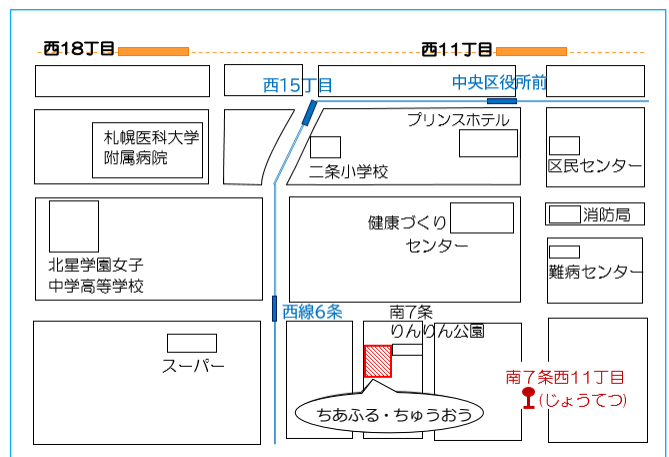 西18丁目
西11丁目
西15丁目
中央区役所前
プリンスホテル
札幌医科大学
附属病院
二条小学校
区民センター
健康づくり
センター
消防局
北星学園女子
中学高等学校
難病センター
西線6条
南7条
りんりん公園
スーパー
南7条西11丁目
(じょうてつ)
ちあふる・ちゅうおう